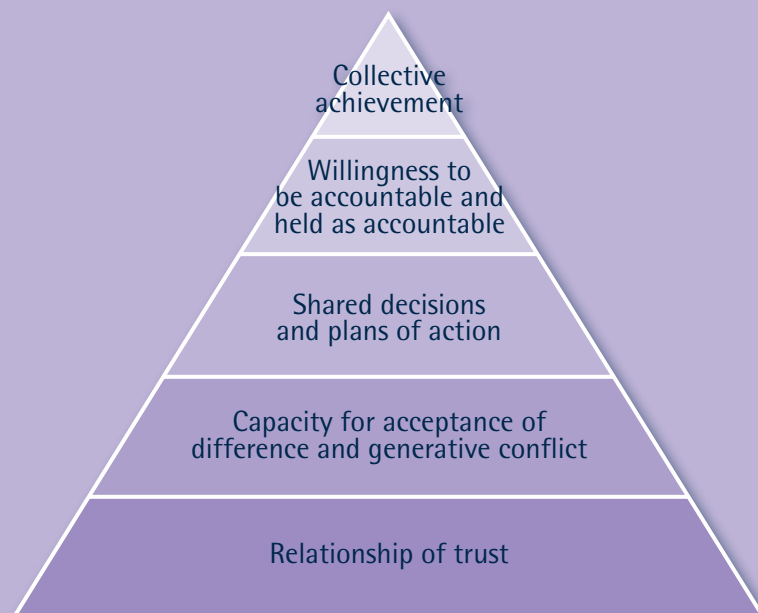 Collective
achievement
Willingness to
be accountable and
held as accountable
Shared decisions
and plans of action
Capacity for acceptance of
difference and generative conflict
Relationship of trust